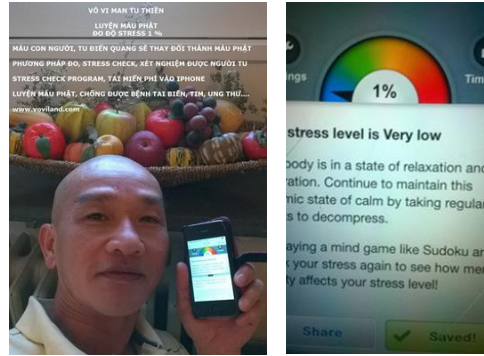 VÔ VI MAN TU THIỀN
LUYỆN MÁU PHẬT
ĐO ĐỘ STRESS 1 %
MÁU CON NGƯỜI, TU ĐIỂN QUANG SẼ THAY ĐỔI THÀNH MÁU PHẬT
PHƯƠNG PHÁP ĐO, STRESS CHECK, XÉT NGHIỆM ĐƯỢC NGƯỜI TU
STRESS CHECK PROGRAM, TẢI MIỄN PHÍ VÀO IPHONE
LUYỆN MÁU PHẬT, CHỐNG ĐƯỢC BỆNH TAI BIẾN, TIM, UNG THƯ....
www.voviland.com
ngs
Tim
1%
stress level is Very low
body is in a state of relaxation and
ration. Continue to maintain this
mic state of calm by taking regular
s to decompress.
aying a mind game like Sudoku an
k your stress again to see how men
ty affects your stress level!
Share
Saved!